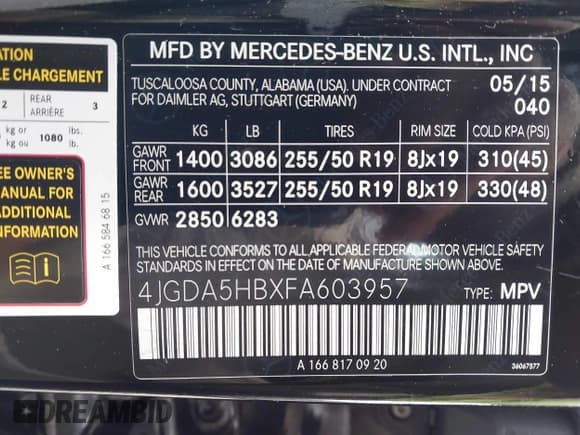 ATION
LE CHARGEMENT
2 REAR ARRIÈRE 3
kg or kg ou 1080 lbs. lb.
EE OWNER'S
ANUAL FOR
ADDITIONAL
INFORMATION
A 166 584 68 15
MFD BY MERCEDES-BENZ U.S. INTL., INC
TUSCALOOSA COUNTY, ALABAMA (USA). UNDER CONTRACT 05/15
FOR DAIMLER AG, STUTTGART (GERMANY) 040
KG LB TIRES RIM SIZE COLD KPA (PSI)
GAWR FRONT 1400 3086 255/50 R19 8Jx19 310(45)
GAWR REAR 1600 3527 255/50 R19 8Jx19 330(48)
GVWR 2850 6283
THIS VEHICLE CONFORMS TO ALL APPLICABLE FEDERAL MOTOR VEHICLE SAFETY
STANDARDS IN EFFECT ON THE DATE OF MANUFACTURE SHOWN ABOVE.
4JGDA5HBXFA603957 TYPE: MPV
A 166 817 09 20
36067577
DREAMBID